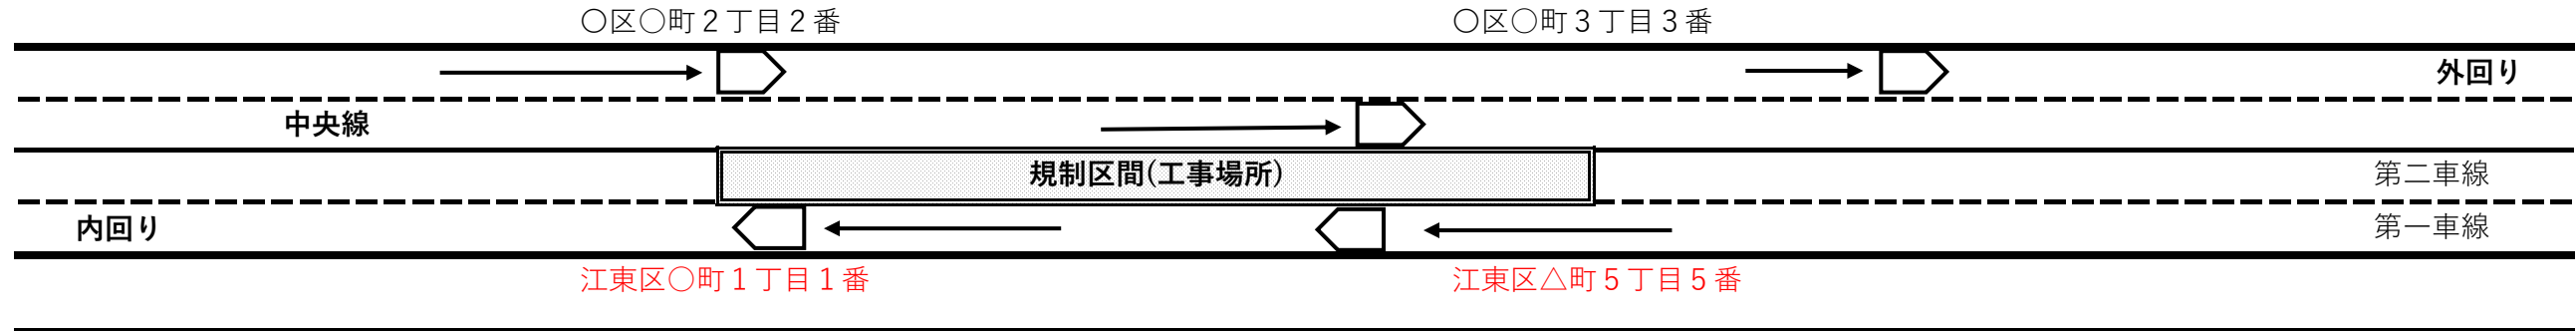 〇区〇町２丁目２番
〇区〇町３丁目３番
外回り
中央線
規制区間(工事場所)
第二車線
内回り
第一車線
江東区〇町１丁目１番
江東区△町５丁目５番